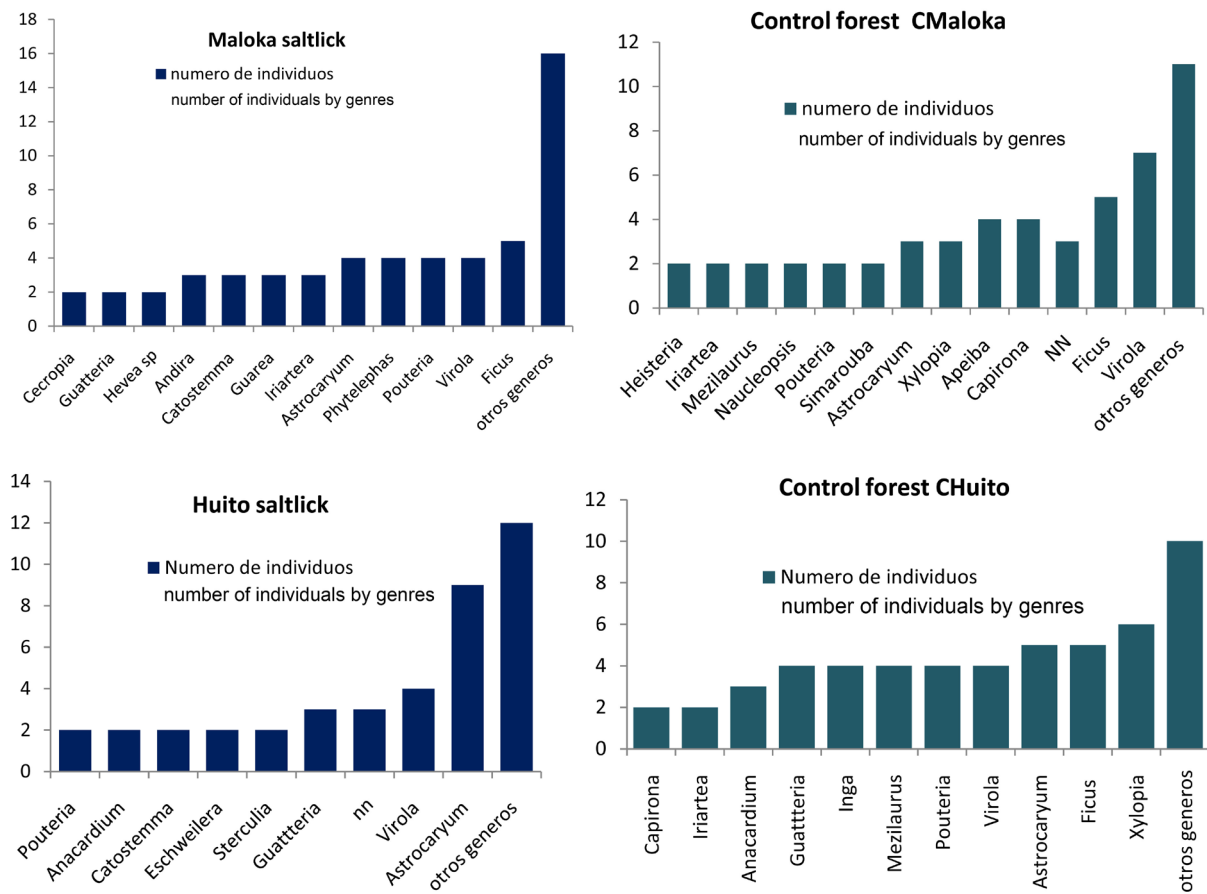 Maloka saltlick
numero de individuos
number of individuals by genres
18
16
14
12
10
8
6
4
2
0
Cecropia
Guatteria
Hevea sp
Andira
Catostemma
Guarea
Iriartera
Astrocaryum
Phytelephas
Pouteria
Virola
Ficus
otros generos
Control forest CMaloka
numero de individuos
number of individuals by genres
12
10
8
6
4
2
0
Heisteria
Iriartea
Mezilaurus
Naucleopsis
Pouteria
Simarouba
Astrocaryum
Xylopia
Apeiba
Capirona
NN
Ficus
Virola
otros generos
Huito saltlick
Numero de individuos
number of individuals by genres
14
12
10
8
6
4
2
0
Pouteria
Anacardium
Catostemma
Eschweilera
Sterculia
Guattteria
nn
Virola
Astrocaryum
otros generos
Control forest CHuito
Numero de individuos
number of individuals by genres
12
10
8
6
4
2
0
Capirona
Iriartea
Anacardium
Guattteria
Inga
Mezilaurus
Pouteria
Virola
Astrocaryum
Ficus
Xylopia
otros generos